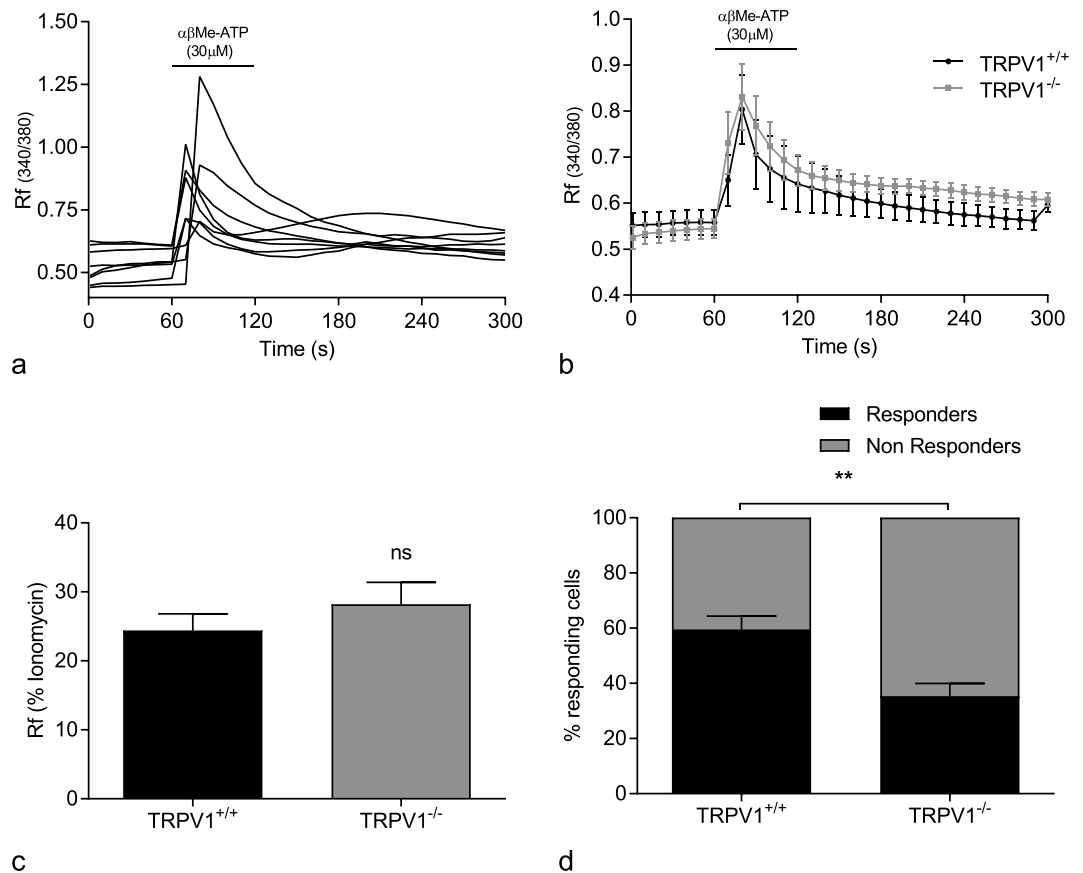 αβMe-ATP
(30μM)
Rf (340/380)
1.50
1.25
1.00
0.75
0.50
0 60 120 180 240 300
Time (s)
a
αβMe-ATP
(30μM)
TRPV1+/+
TRPV1-/-
Rf (340/380)
1.0
0.9
0.8
0.7
0.6
0.5
0.4
0 60 120 180 240 300
Time (s)
b
Rf (% Ionomycin)
40
30
20
10
0
ns
TRPV1+/+ TRPV1-/-
c
Responders
Non Responders
**
% responding cells
100
80
60
40
20
0
TRPV1+/+ TRPV1-/-
d